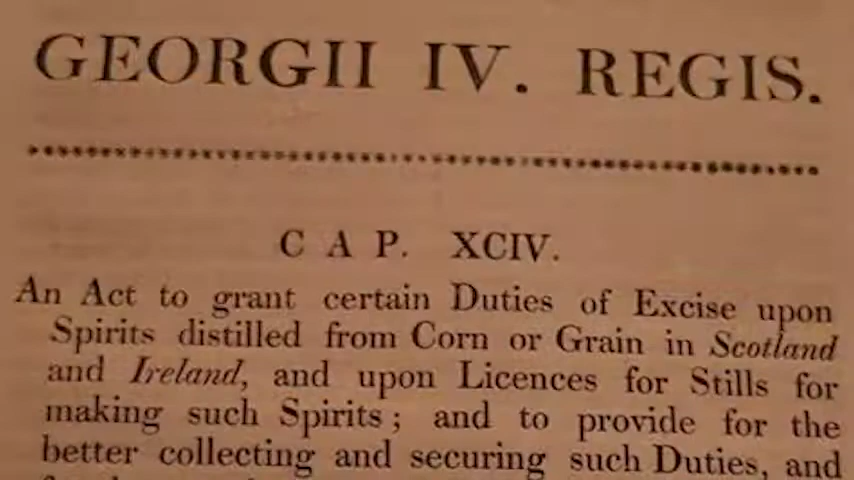 GEORGII IV. REGIS.
CAP. XCIV.
An Act to grant certain Duties of Excise upon
Spirits distilled from Corn or Grain in Scotland
and Ireland, and upon Licences for Stills for
making such Spirits; and to provide for the
better collecting and securing such Duties, and